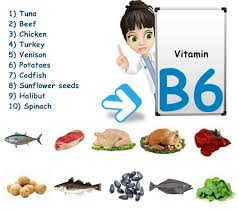 1) Tuna
2) Beef
3) Chicken
4) Turkey
5) Venison
6) Potatoes
7) Codfish
8) Sunflower seeds
9) Halibut
10) Spinach
Vitamin
B6